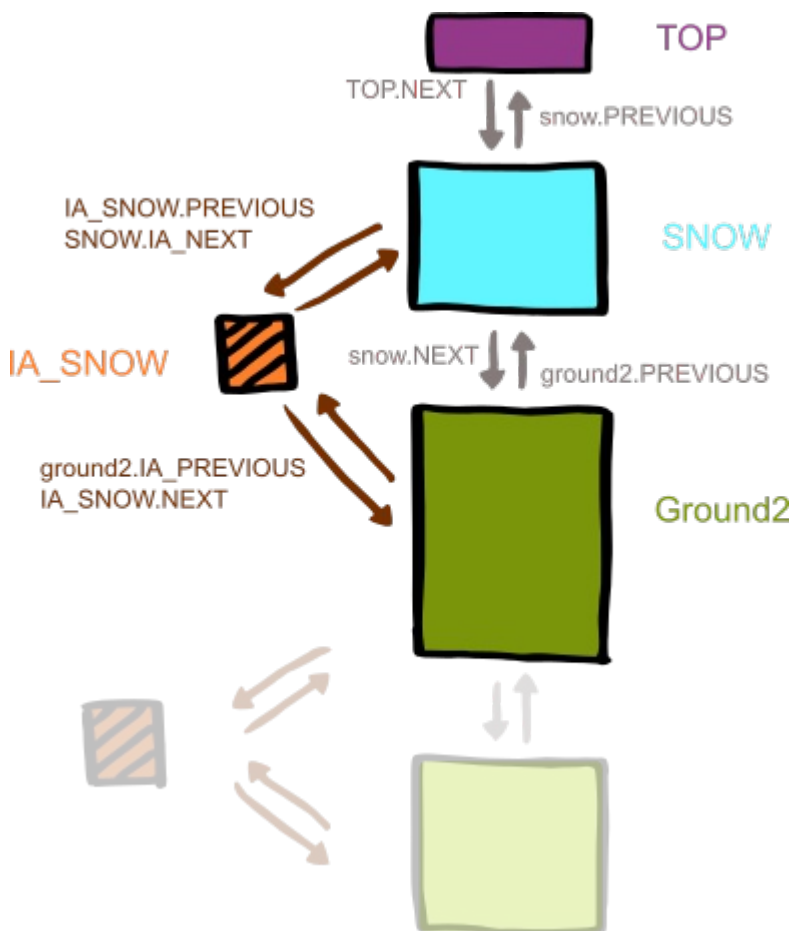 TOP
TOP.NEXT
snow.PREVIOUS
IA_SNOW.PREVIOUS
SNOW.IA_NEXT
SNOW
IA_SNOW
snow.NEXT
ground2.PREVIOUS
ground2.IA_PREVIOUS
IA_SNOW.NEXT
Ground2